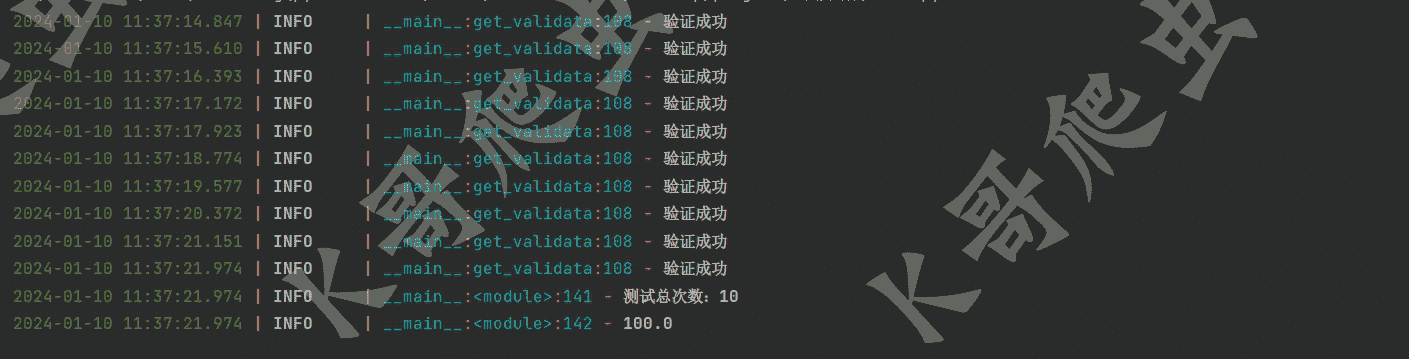 2024-01-10 11:37:14.847 | INFO     | __main__:get_validata:108 - 验证成功
2024-01-10 11:37:15.610 | INFO     | __main__:get_validata:108 - 验证成功
2024-01-10 11:37:16.393 | INFO     | __main__:get_validata:108 - 验证成功
2024-01-10 11:37:17.172 | INFO     | __main__:get_validata:108 - 验证成功
2024-01-10 11:37:17.923 | INFO     | __main__:get_validata:108 - 验证成功
2024-01-10 11:37:18.774 | INFO     | __main__:get_validata:108 - 验证成功
2024-01-10 11:37:19.577 | INFO     | __main__:get_validata:108 - 验证成功
2024-01-10 11:37:20.372 | INFO     | __main__:get_validata:108 - 验证成功
2024-01-10 11:37:21.151 | INFO     | __main__:get_validata:108 - 验证成功
2024-01-10 11:37:21.974 | INFO     | __main__:get_validata:108 - 验证成功
2024-01-10 11:37:21.974 | INFO     | __main__:<module>:141 - 测试总次数：10
2024-01-10 11:37:21.974 | INFO     | __main__:<module>:142 - 100.0
K哥爬虫
K哥爬虫